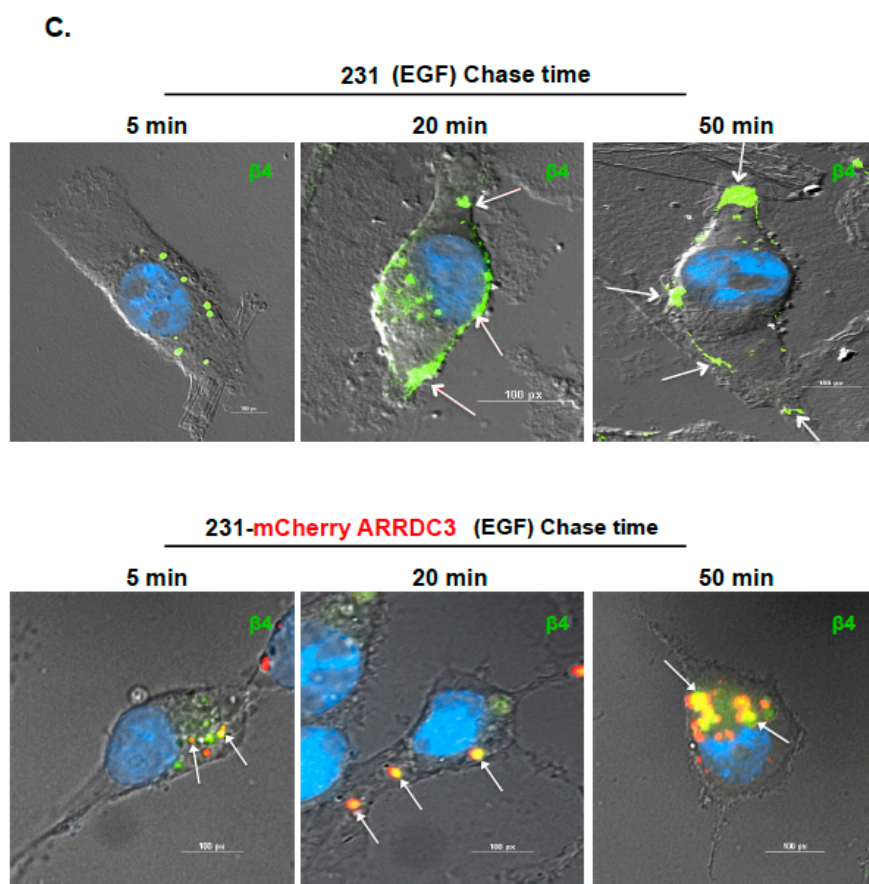 C.
231 (EGF) Chase time
5 min 20 min 50 min
β4 β4 β4
100 px 100 px 100 px
231-mCherry ARRDC3 (EGF) Chase time
5 min 20 min 50 min
β4 β4 β4
100 px 100 px 100 px